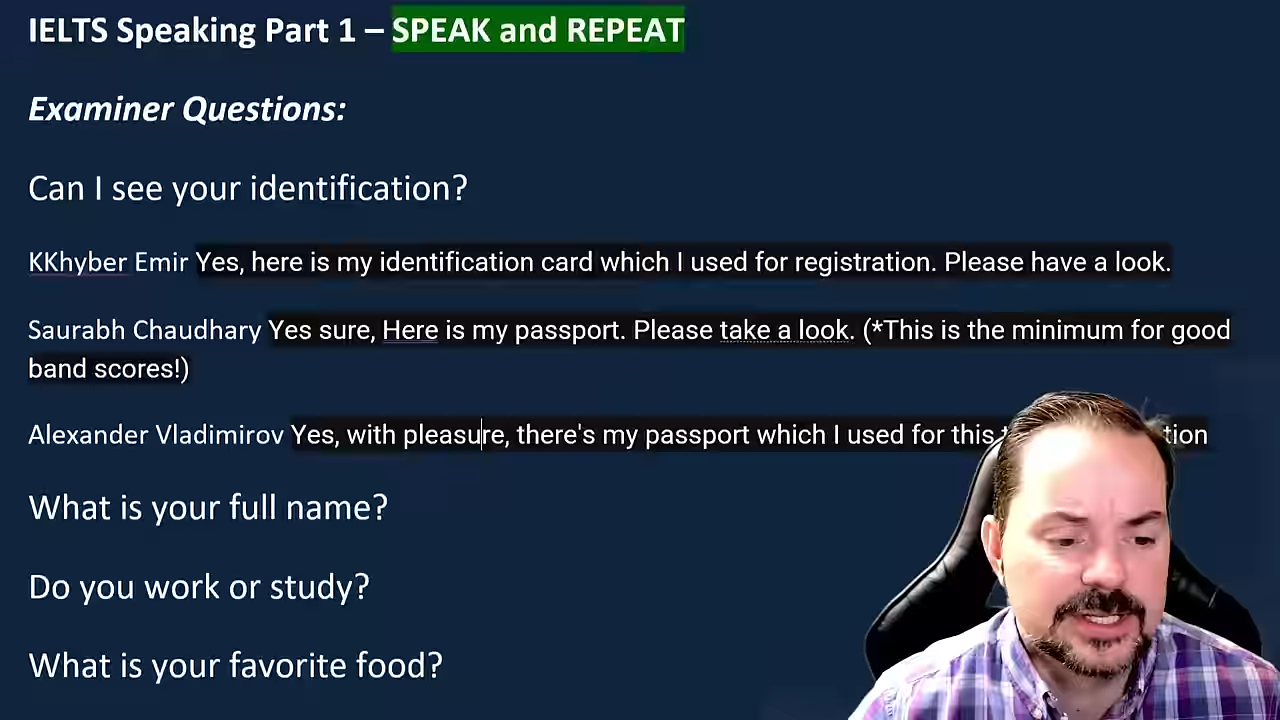 IELTS Speaking Part 1 – SPEAK and REPEAT
Examiner Questions:
Can I see your identification?
KKhyber Emir Yes, here is my identification card which I used for registration. Please have a look.
Saurabh Chaudhary Yes sure, Here is my passport. Please take a look. (*This is the minimum for good
band scores!)
Alexander Vladimirov Yes, with pleasure, there's my passport which I used for this
What is your full name?
Do you work or study?
What is your favorite food?